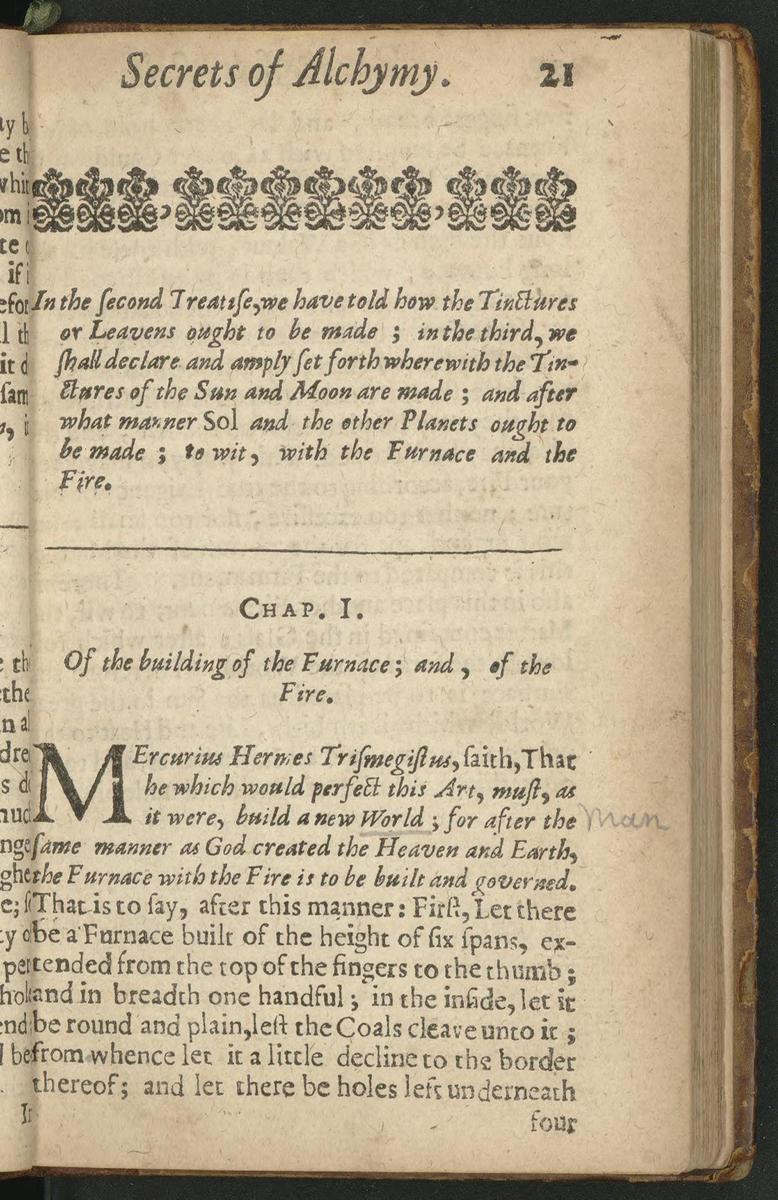 Secrets of Alchymy. 21
In the ſecond Treatiſe,we have told how the Tinctures
or Leavens ought to be made ; in the third, we
ſhall declare and amply ſet forth wherewith the Tin-
ctures of the Sun and Moon are made ; and after
what manner Sol and the other Planets ought to
be made ; to wit, with the Furnace and the
Fire.
CHAP. I.
Of the building of the Furnace; and , of the
Fire.
MErcurius Hermes Triſmegiſtus, ſaith, That
he which would perfect this Art, muſt, as
it were, build a new World ; for after the man
ſame manner as God created the Heaven and Earth,
the Furnace with the Fire is to be built and governed.
That is to ſay, after this manner: Firſt, Let there
be a Furnace built of the height of ſix ſpans, ex-
tended from the top of the fingers to the thumb ;
and in breadth one handful ; in the inſide, let it
be round and plain,leſt the Coals cleave unto it ;
from whence let it a little decline to the border
thereof; and let there be holes left underneath
four